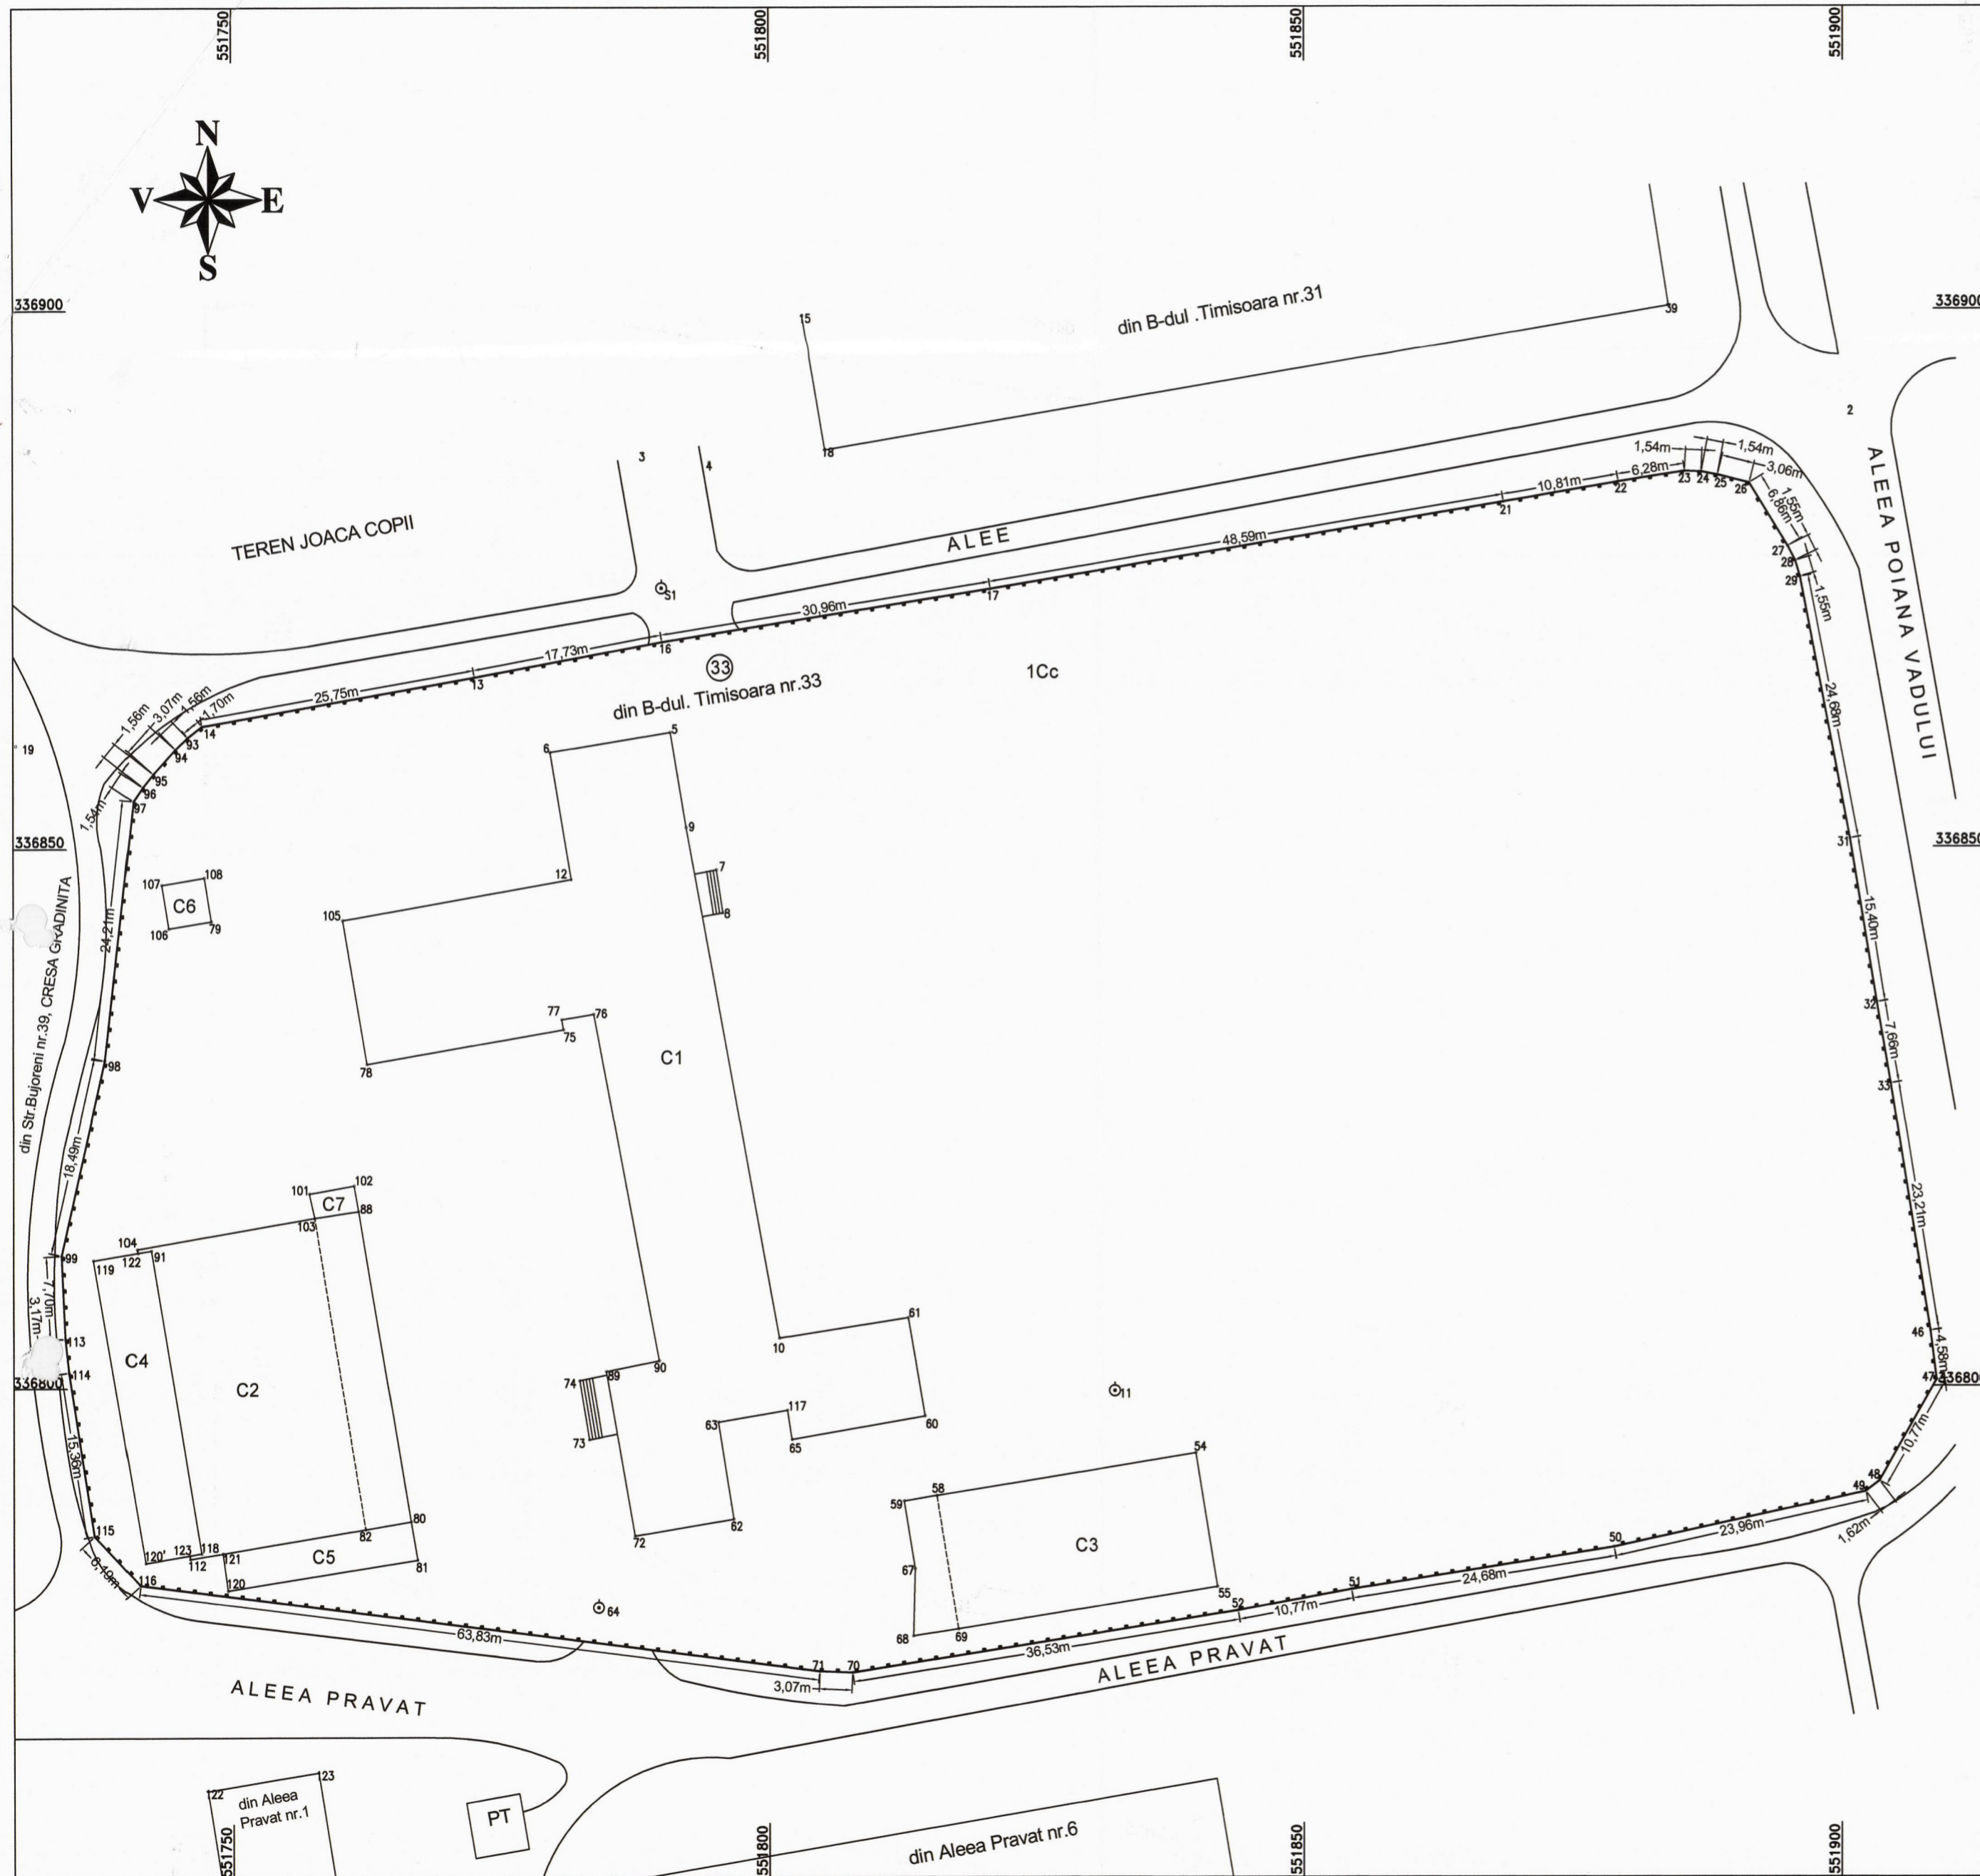 551750
551800
551850
551900
N
V
E
S
336900
336900
15
din B-dul .Timisoara nr.31
39
2
18
3
4
TEREN JOACA COPII
ALEE
ALEEA POIANA VADULUI
1,54m
1,54m
3,06m
6,28m
10,81m
22
23
24
25
26
21
1,55m
6,86m
27
28
29
1,55m
48,59m
S1
17
30,96m
16
17,73m
13
25,75m
33
din B-dul. Timisoara nr.33
1Cc
24,68m
1,56m
3,07m
1,56m
1,70m
14
93
94
95
96
97
1,54m
19
5
6
9
7
8
12
336850
336850
31
107
108
C6
106
79
105
24,21m
din Str.Bujoreni nr.39, CRESA GRADINITA
15,40m
32
77
76
75
78
C1
7,66m
33
98
18,49m
101
102
C7
103
88
23,21m
104
122
91
119
99
7,70m
3,17m
113
114
C4
C2
336800
336800
61
10
46
4,58m
47
90
89
74
73
63
117
65
60
11
10,77m
15,36m
54
48
49
59
58
1,62m
115
80
82
72
62
23,96m
50
C3
120'
123
118
112
121
C5
81
120
67
6,19m
116
64
55
52
51
24,68m
10,77m
63,83m
68
69
36,53m
71
70
3,07m
ALEEA PRAVAT
ALEEA PRAVAT
122
123
din Aleea
Pravat nr.1
PT
din Aleea Pravat nr.6
551750
551800
551850
551900